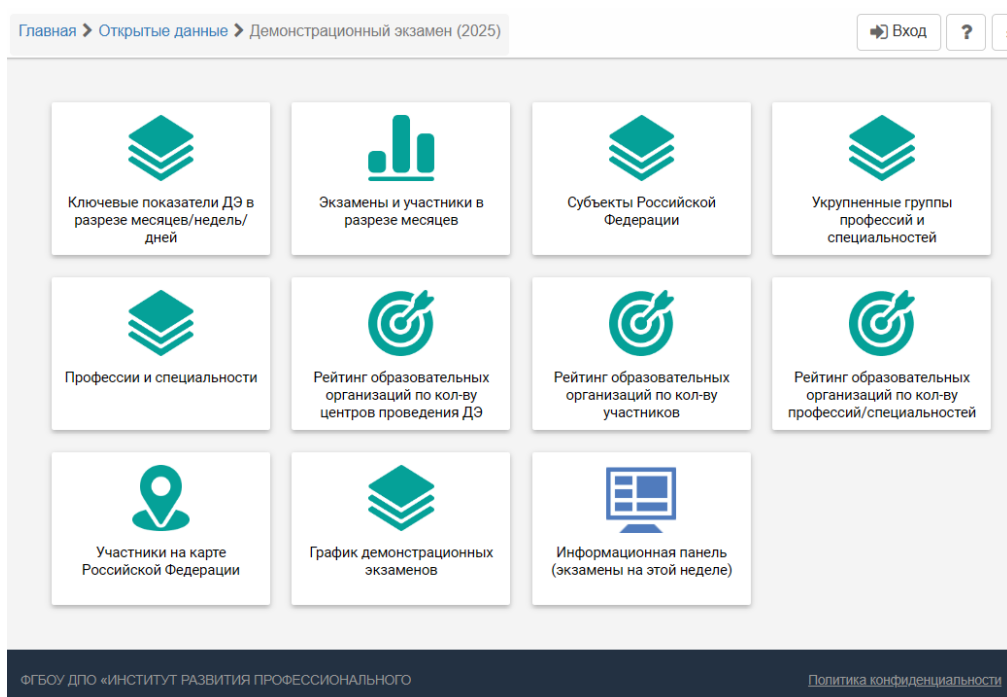 Главная > Открытые данные > Демонстрационный экзамен (2025)
Вход
?
Ключевые показатели ДЭ в
разрезе месяцев/недель/
дней
Экзамены и участники в
разрезе месяцев
Субъекты Российской
Федерации
Укрупненные группы
профессий и
специальностей
Профессии и специальности
Рейтинг образовательных
организаций по кол-ву
центров проведения ДЭ
Рейтинг образовательных
организаций по кол-ву
участников
Рейтинг образовательных
организаций по кол-ву
профессий/специальностей
Участники на карте
Российской Федерации
График демонстрационных
экзаменов
Информационная панель
(экзамены на этой неделе)
ФГБОУ ДПО «ИНСТИТУТ РАЗВИТИЯ ПРОФЕССИОНАЛЬНОГО
Политика конфиденциальности